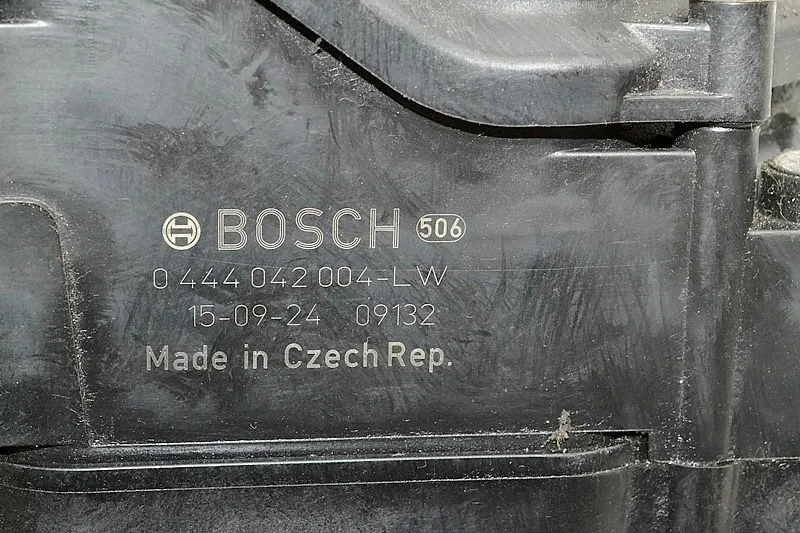 BOSCH 506
0 444 042 004-LW
15-09-24 09132
Made in Czech Rep.